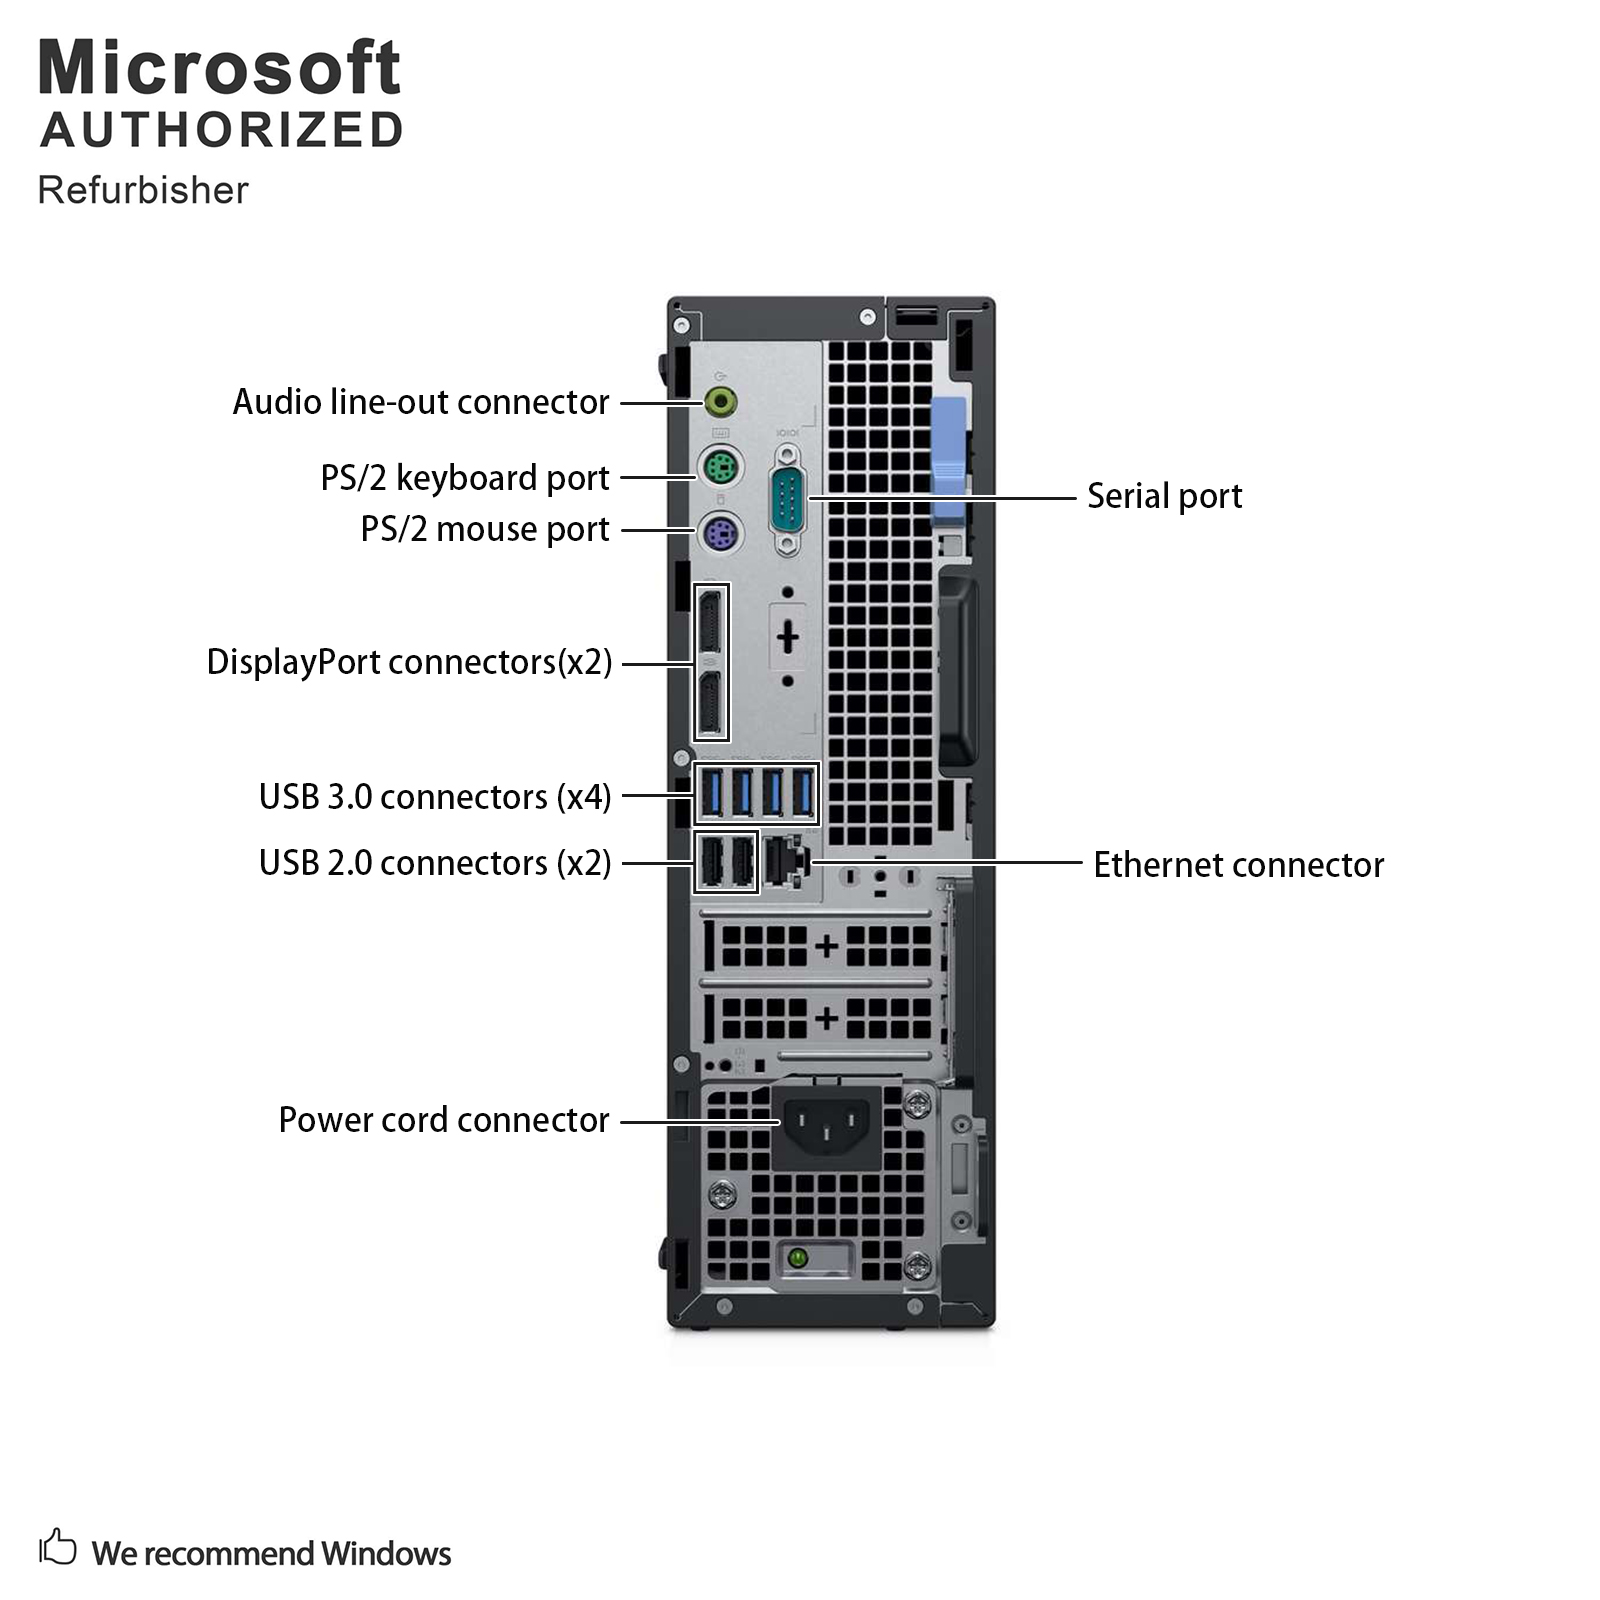 Microsoft
AUTHORIZED
Refurbisher
Audio line-out connector
PS/2 keyboard port
PS/2 mouse port
Serial port
DisplayPort connectors(x2)
USB 3.0 connectors (x4)
USB 2.0 connectors (x2)
Ethernet connector
Power cord connector
We recommend Windows